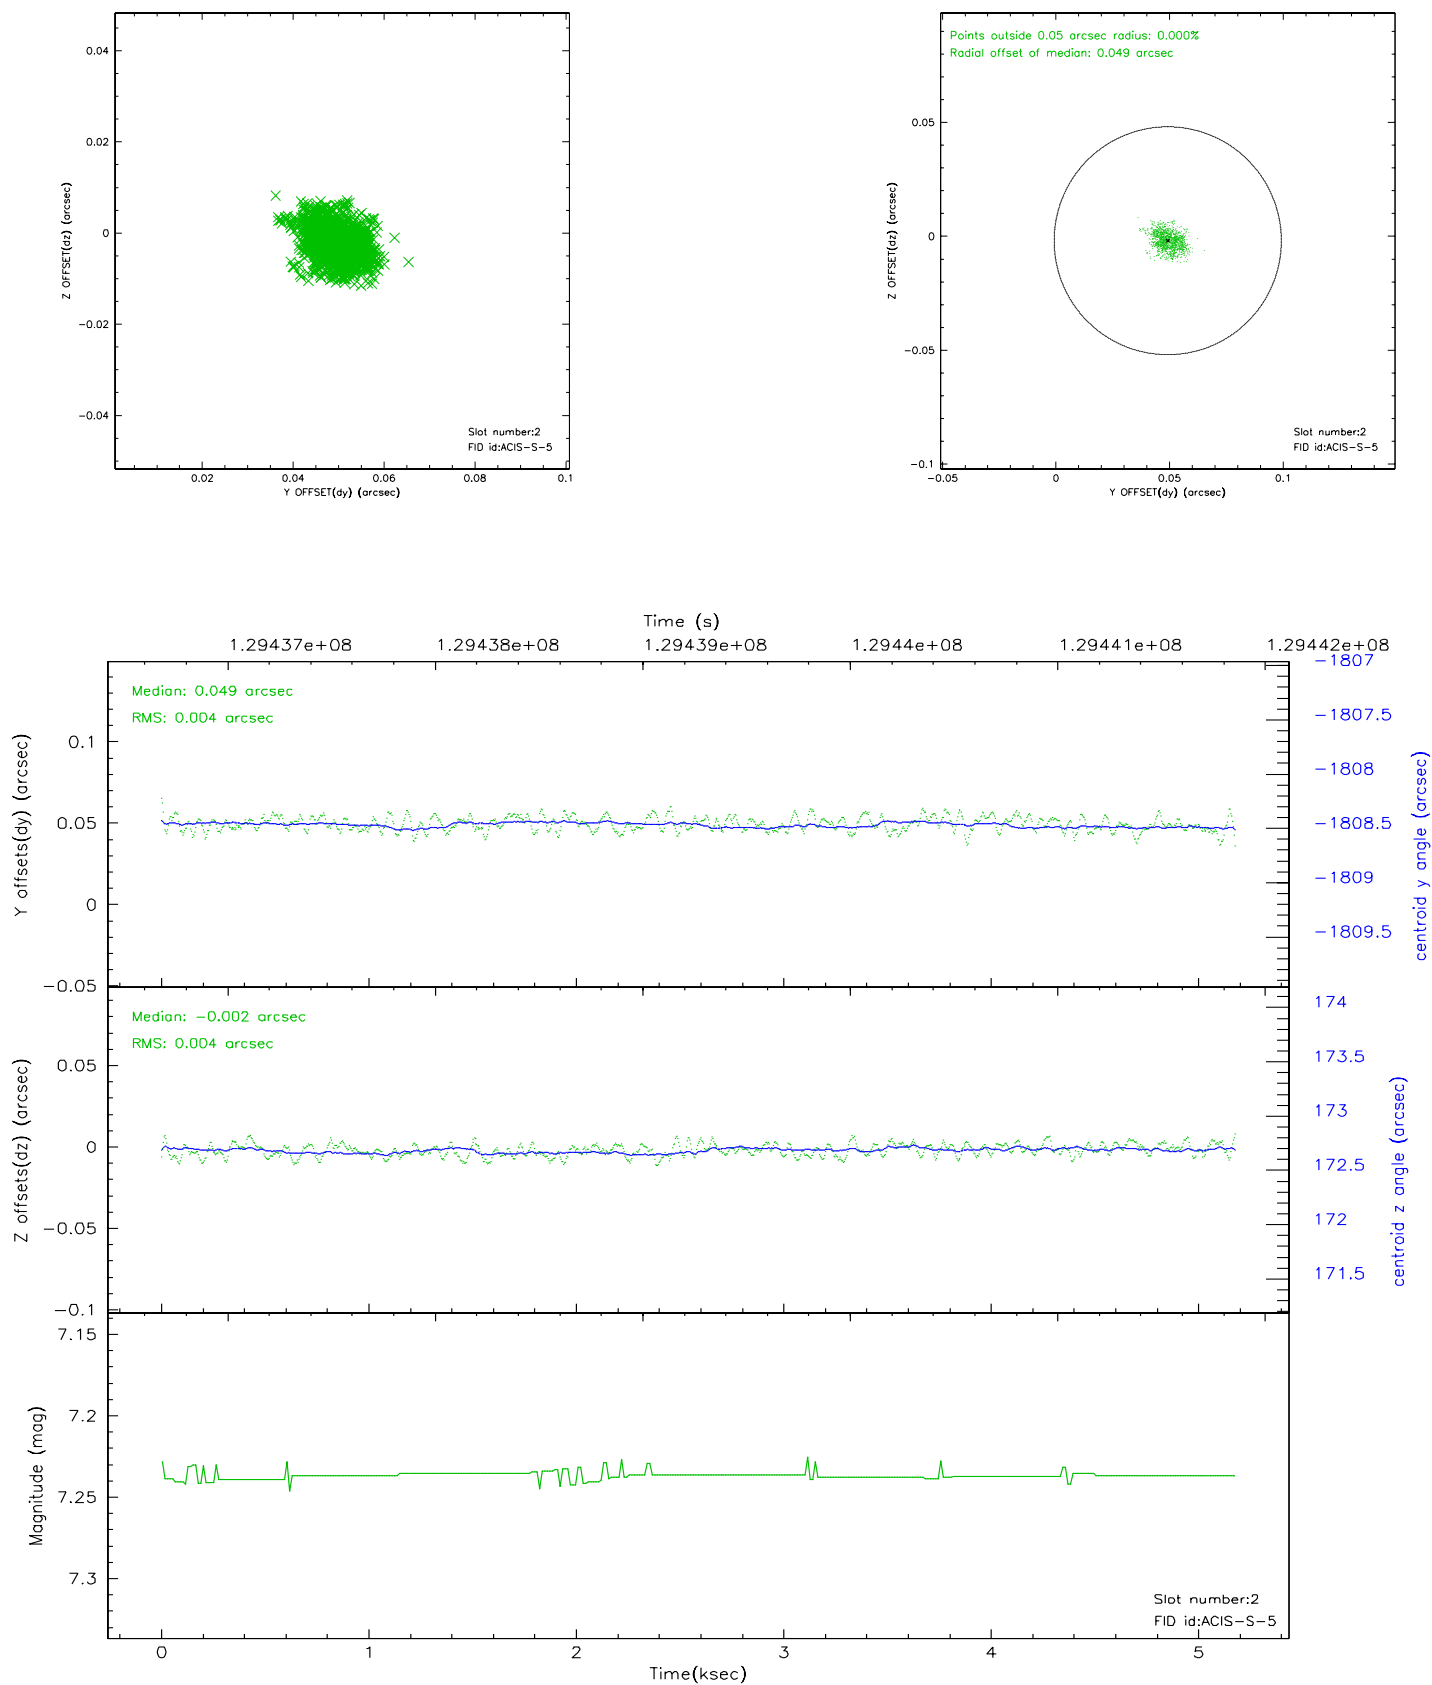 0.04
0.02
0
-0.02
-0.04
Z OFFSET(dz) (arcsec)
Slot number:2
FID id:ACIS-S-5
0.02 0.04 0.06 0.08 0.1
Y OFFSET(dy) (arcsec)
Points outside 0.05 arcsec radius: 0.000%
Radial offset of median: 0.049 arcsec
0.05
0
-0.05
-0.1
Z OFFSET(dz) (arcsec)
Slot number:2
FID id:ACIS-S-5
-0.05 0 0.05 0.1
Y OFFSET(dy) (arcsec)
Time (s)
1.29437e+08 1.29438e+08 1.29439e+08 1.2944e+08 1.29441e+08 1.29442e+08
Median: 0.049 arcsec
RMS: 0.004 arcsec
0.1
0.05
0
-0.05
Y offsets(dy) (arcsec)
-1807
-1807.5
-1808
-1808.5
-1809
-1809.5
centroid y angle (arcsec)
Median: -0.002 arcsec
RMS: 0.004 arcsec
0.05
0
-0.05
-0.1
Z offsets(dz) (arcsec)
174
173.5
173
172.5
172
171.5
centroid z angle (arcsec)
7.15
7.2
7.25
7.3
Magnitude (mag)
Slot number:2
FID id:ACIS-S-5
0 1 2 3 4 5
Time(ksec)